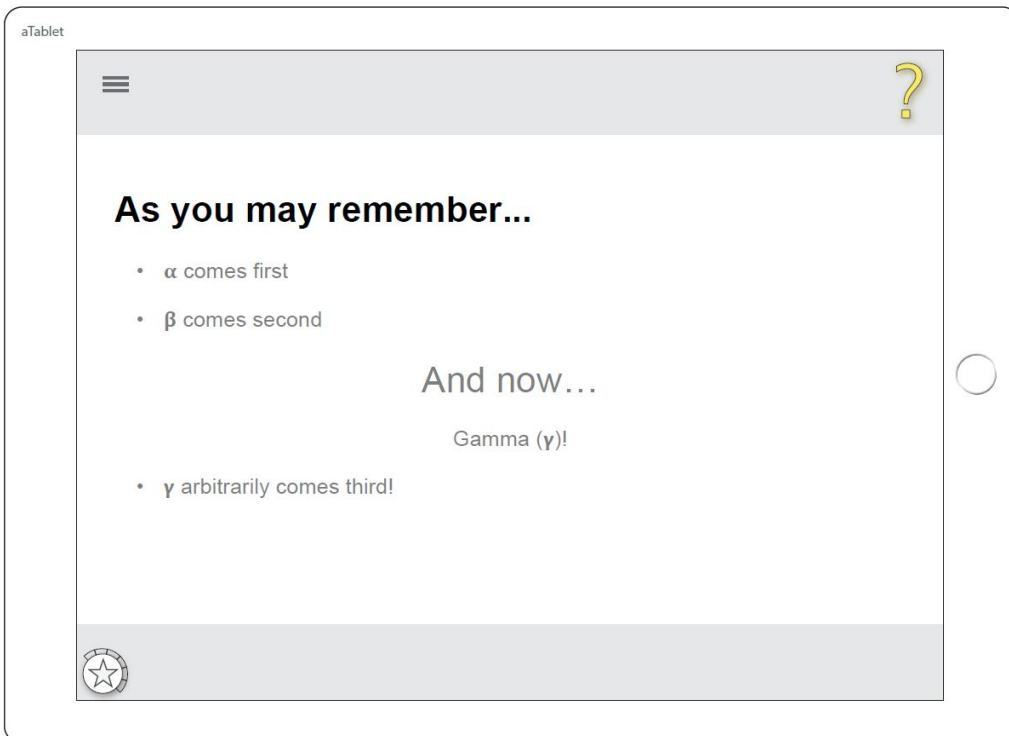 aTablet
?
As you may remember...
• α comes first
• β comes second
And now…
Gamma (γ)!
• γ arbitrarily comes third!